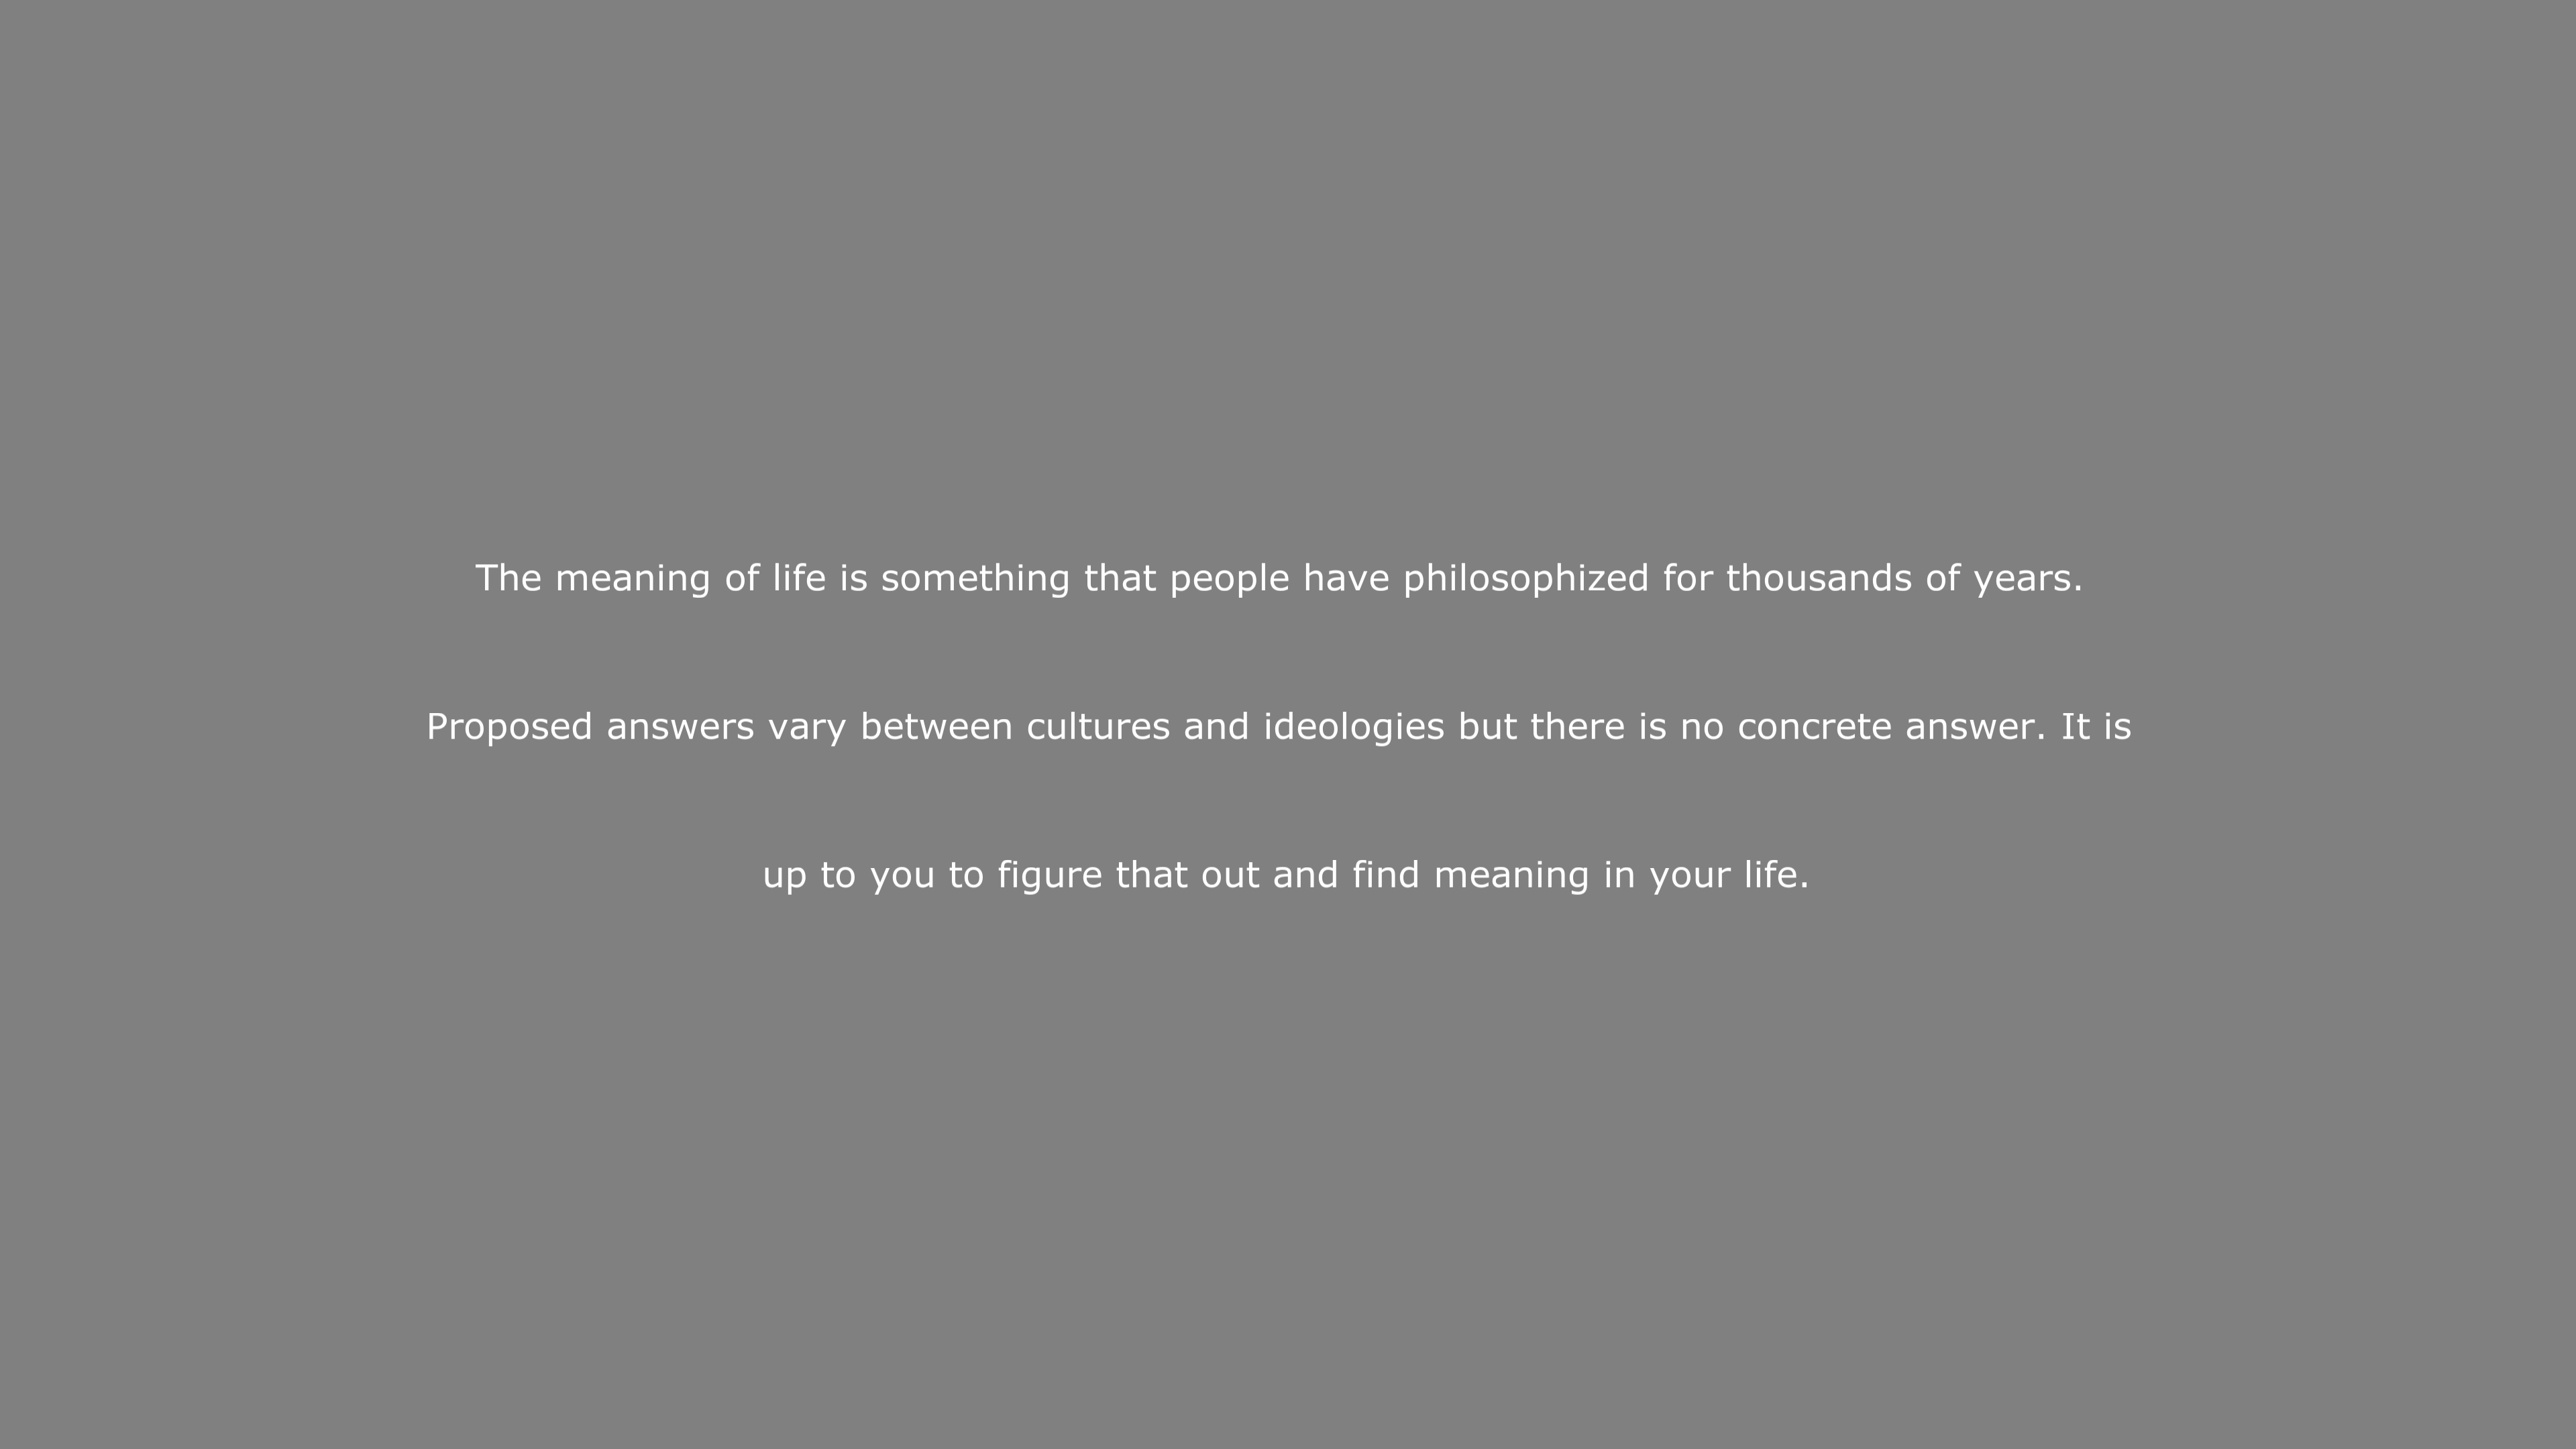 The meaning of life is something that people have philosophized for thousands of years.
Proposed answers vary between cultures and ideologies but there is no concrete answer. It is
up to you to figure that out and find meaning in your life.